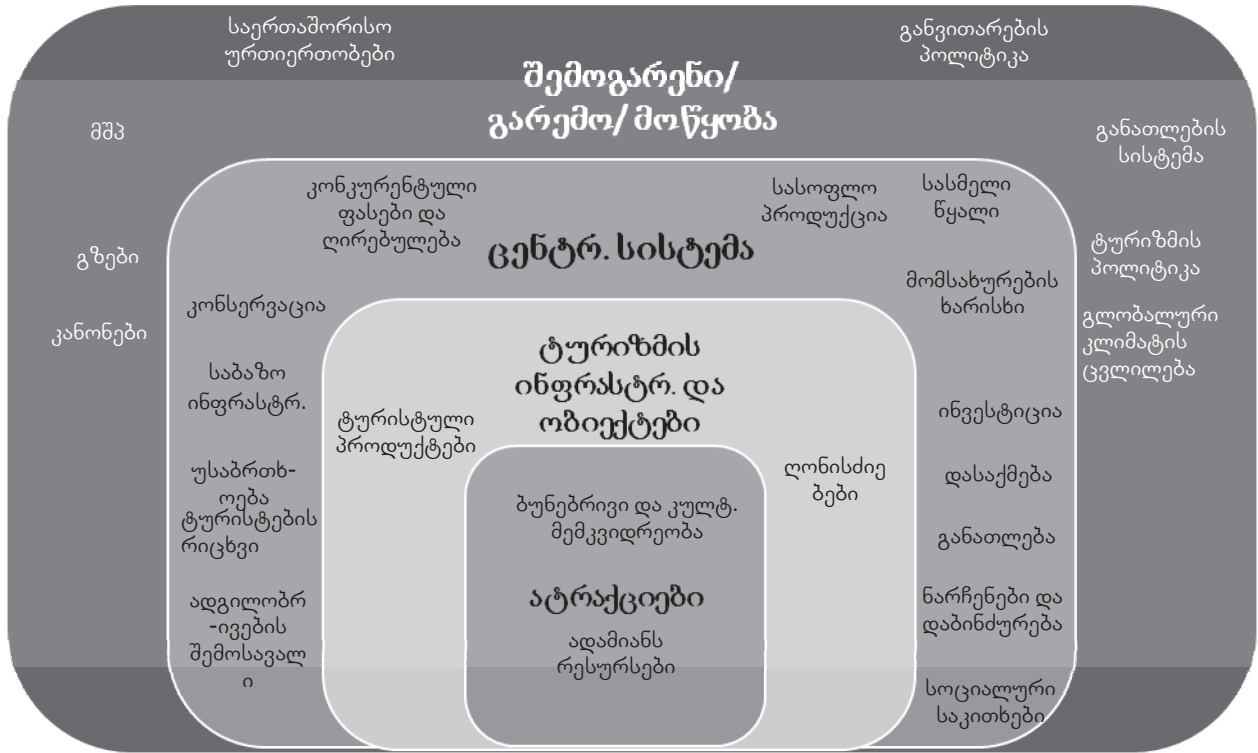 საერთაშორისო
ურთიერთობები
განვითარების
პოლიტიკა
შემოგარენი/
გარემო/ მოწყობა
მშპ
განათლების
სისტემა
გზები
ტურიზმის
პოლიტიკა
კანონები
გლობალური
კლიმატის
ცვლილება
კონკურენტული
ფასები და
ღირებულება
სასოფლო
პროდუქცია
სასმელი
წყალი
ცენტრ. სისტემა
კონსერვაცია
მომსახურების
ხარისხი
საბაზო
ინფრასტრ.
ინვესტიცია
უსაბრთხ-
ოება
დასაქმება
ტურისტების
რიცხვი
განათლება
ადგილობრ
-ივების
შემოსავალ
ი
ნარჩენები და
დაბინძურება
სოციალური
საკითხები
ტურიზმის
ინფრასტრ. და
ობიექტები
ტურისტული
პროდუქტები
ღონისძიე
ბები
ბუნებრივი და კულტ.
მემკვიდრეობა
ატრაქციები
ადამიანს
რესურსები